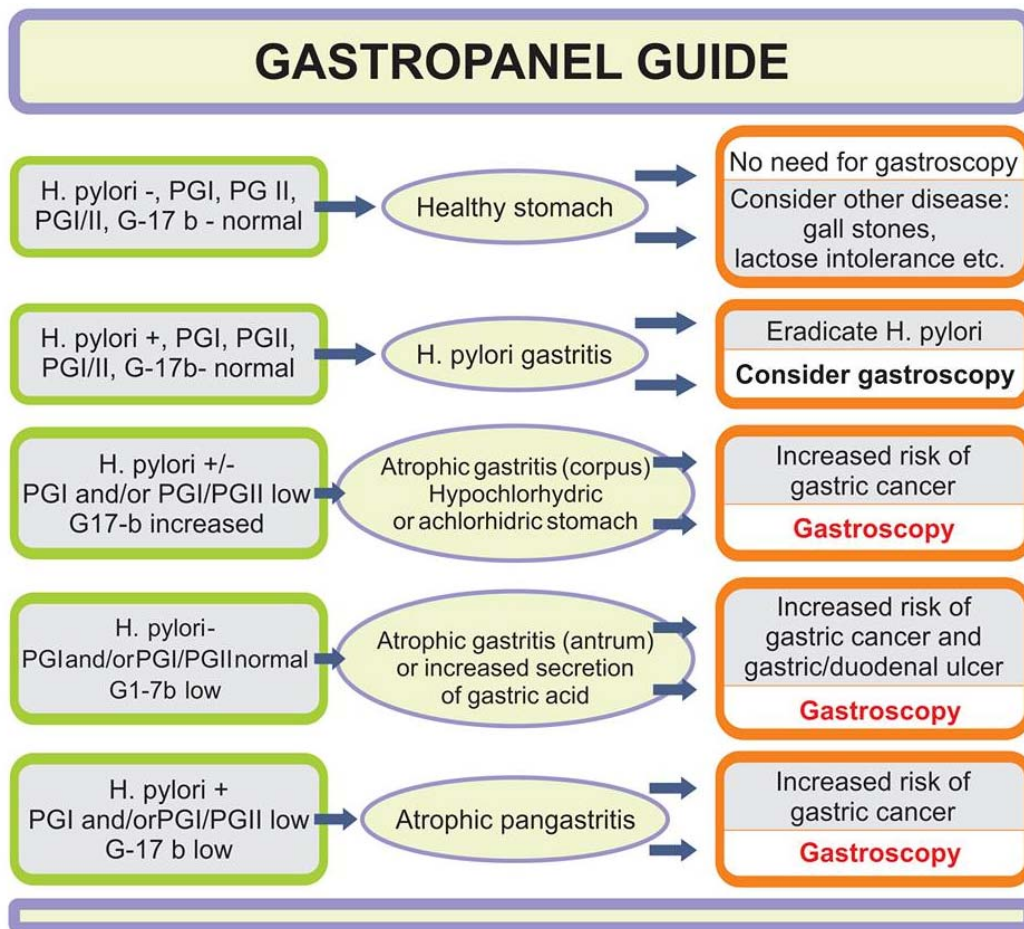 GASTROPANEL GUIDE
H. pylori -, PGI, PG II,
PGI/II, G-17 b - normal
Healthy stomach
No need for gastroscopy
Consider other disease:
gall stones,
lactose intolerance etc.
H. pylori +, PGI, PGII,
PGI/II, G-17b- normal
H. pylori gastritis
Eradicate H. pylori
Consider gastroscopy
H. pylori +/-
PGI and/or PGI/PGII low
G17-b increased
Atrophic gastritis (corpus)
Hypochlorhydric
or achlorhidric stomach
Increased risk of
gastric cancer
Gastroscopy
H. pylori-
PGIand/orPGI/PGIInormal
G1-7b low
Atrophic gastritis (antrum)
or increased secretion
of gastric acid
Increased risk of
gastric cancer and
gastric/duodenal ulcer
Gastroscopy
H. pylori +
PGI and/orPGI/PGII low
G-17 b low
Atrophic pangastritis
Increased risk of
gastric cancer
Gastroscopy